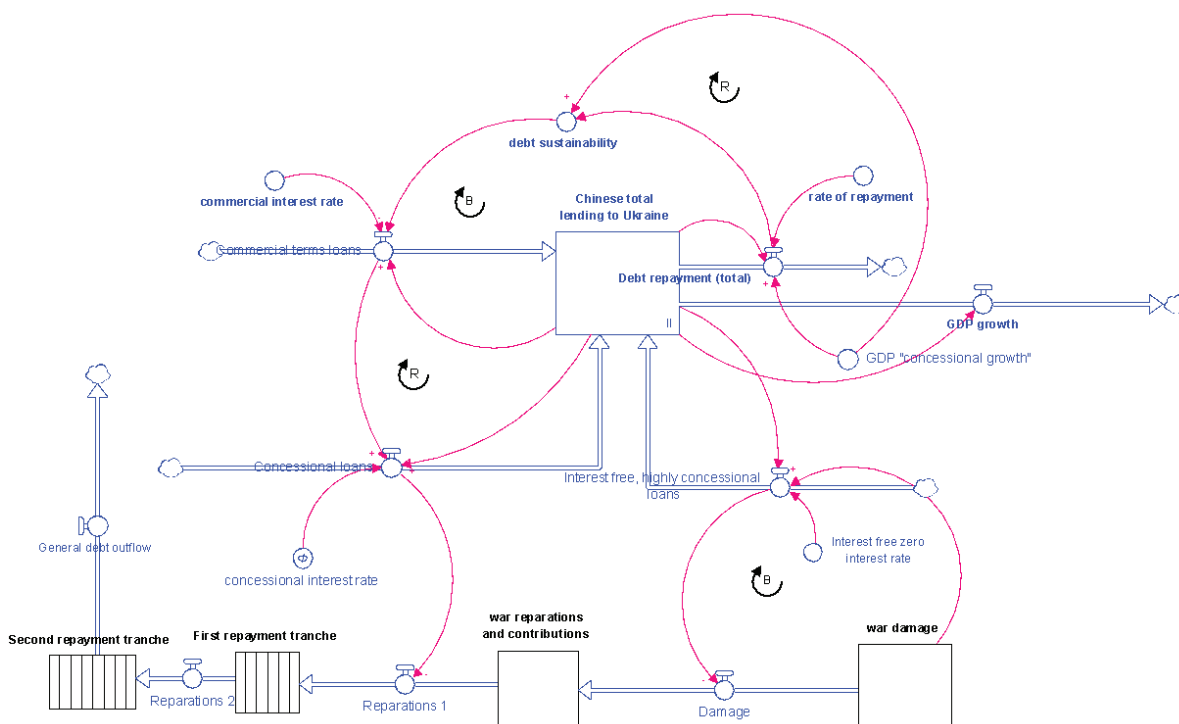 R
+
debt sustainability
commercial interest rate
B
Chinese total
lending to Ukraine
rate of repayment
-
-
Commercial terms loans
+
Debt repayment (total)
+
II
GDP growth
GDP "concessional growth"
R
+
Concessional loans
+
+
Interest free, highly concessional
loans
General debt outflow
Interest free zero
interest rate
concessional interest rate
B
war reparations
and contributions
war damage
Second repayment tranche
First repayment tranche
-
-
Reparations 2
Reparations 1
Damage